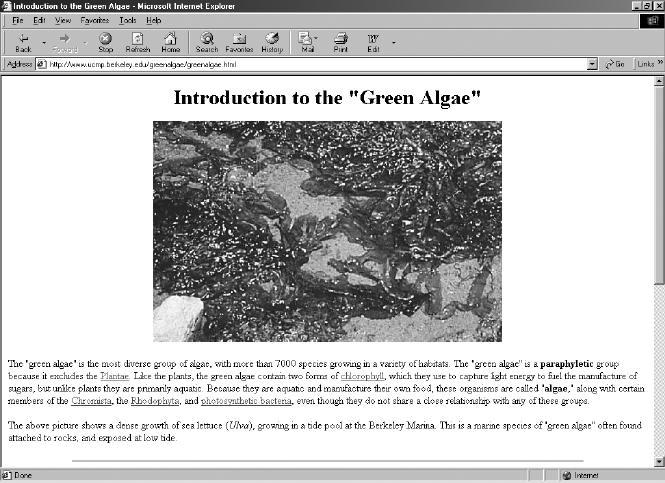 Introduction to the Green Algae - Microsoft Internet Explorer
File Edit View Favorites Tools Help
Back Forward Stop Refresh Home Search Favorites History Mail Print Edit
Address http://www.ucmp.berkeley.edu/greenalgae/greenalgae.html Go Links »
Introduction to the "Green Algae"
The "green algae" is the most diverse group of algae, with more than 7000 species growing in a variety of habitats. The "green algae" is a paraphyletic group
because it excludes the Plantae. Like the plants, the green algae contain two forms of chlorophyll, which they use to capture light energy to fuel the manufacture of
sugars, but unlike plants they are primarily aquatic. Because they are aquatic and manufacture their own food, these organisms are called "algae," along with certain
members of the Chromista, the Rhodophyta, and photosynthetic bacteria, even though they do not share a close relationship with any of these groups.
The above picture shows a dense growth of sea lettuce (Ulva), growing in a tide pool at the Berkeley Marina. This is a marine species of "green algae" often found
attached to rocks, and exposed at low tide.
Done Internet